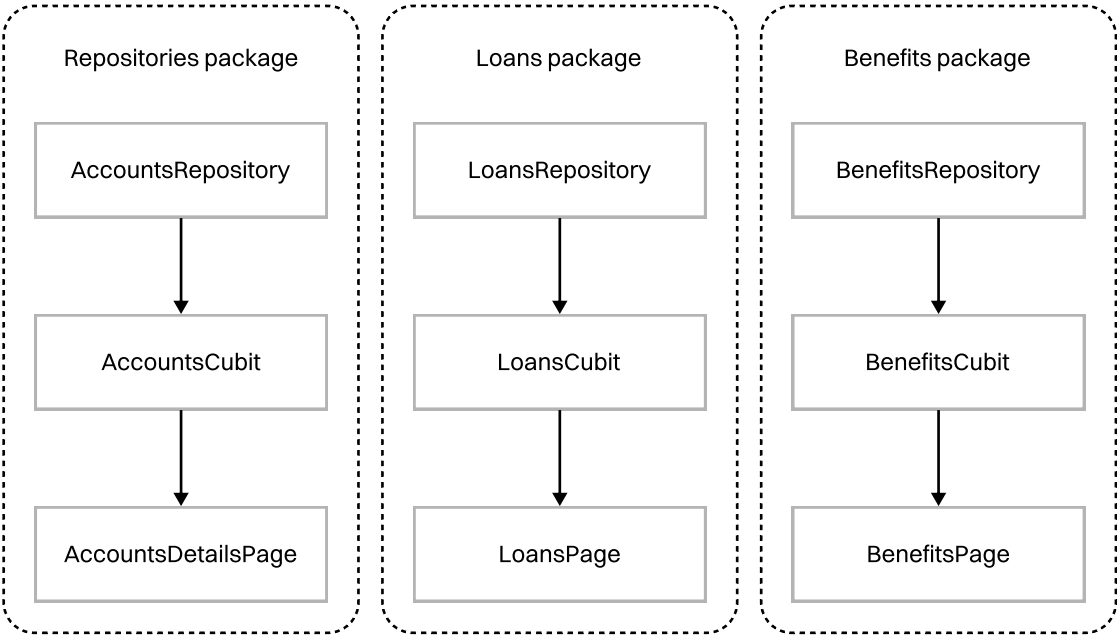 Repositories package
AccountsRepository
AccountsCubit
AccountsDetailsPage
Loans package
LoansRepository
LoansCubit
LoansPage
Benefits package
BenefitsRepository
BenefitsCubit
BenefitsPage